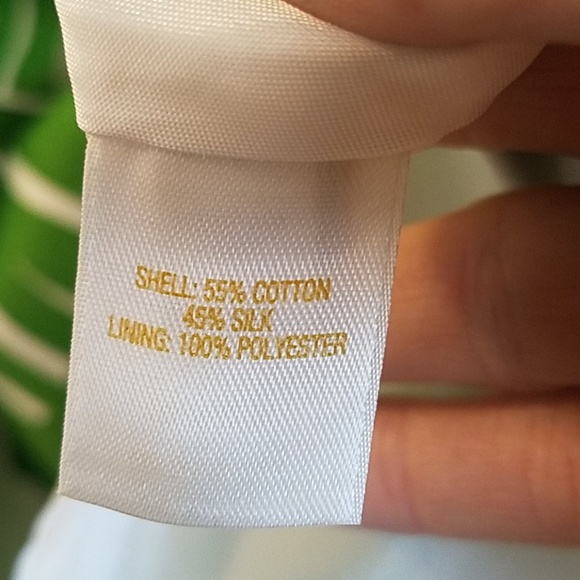 SHELL: 55% COTTON
45% SILK
LINING: 100% POLYESTER